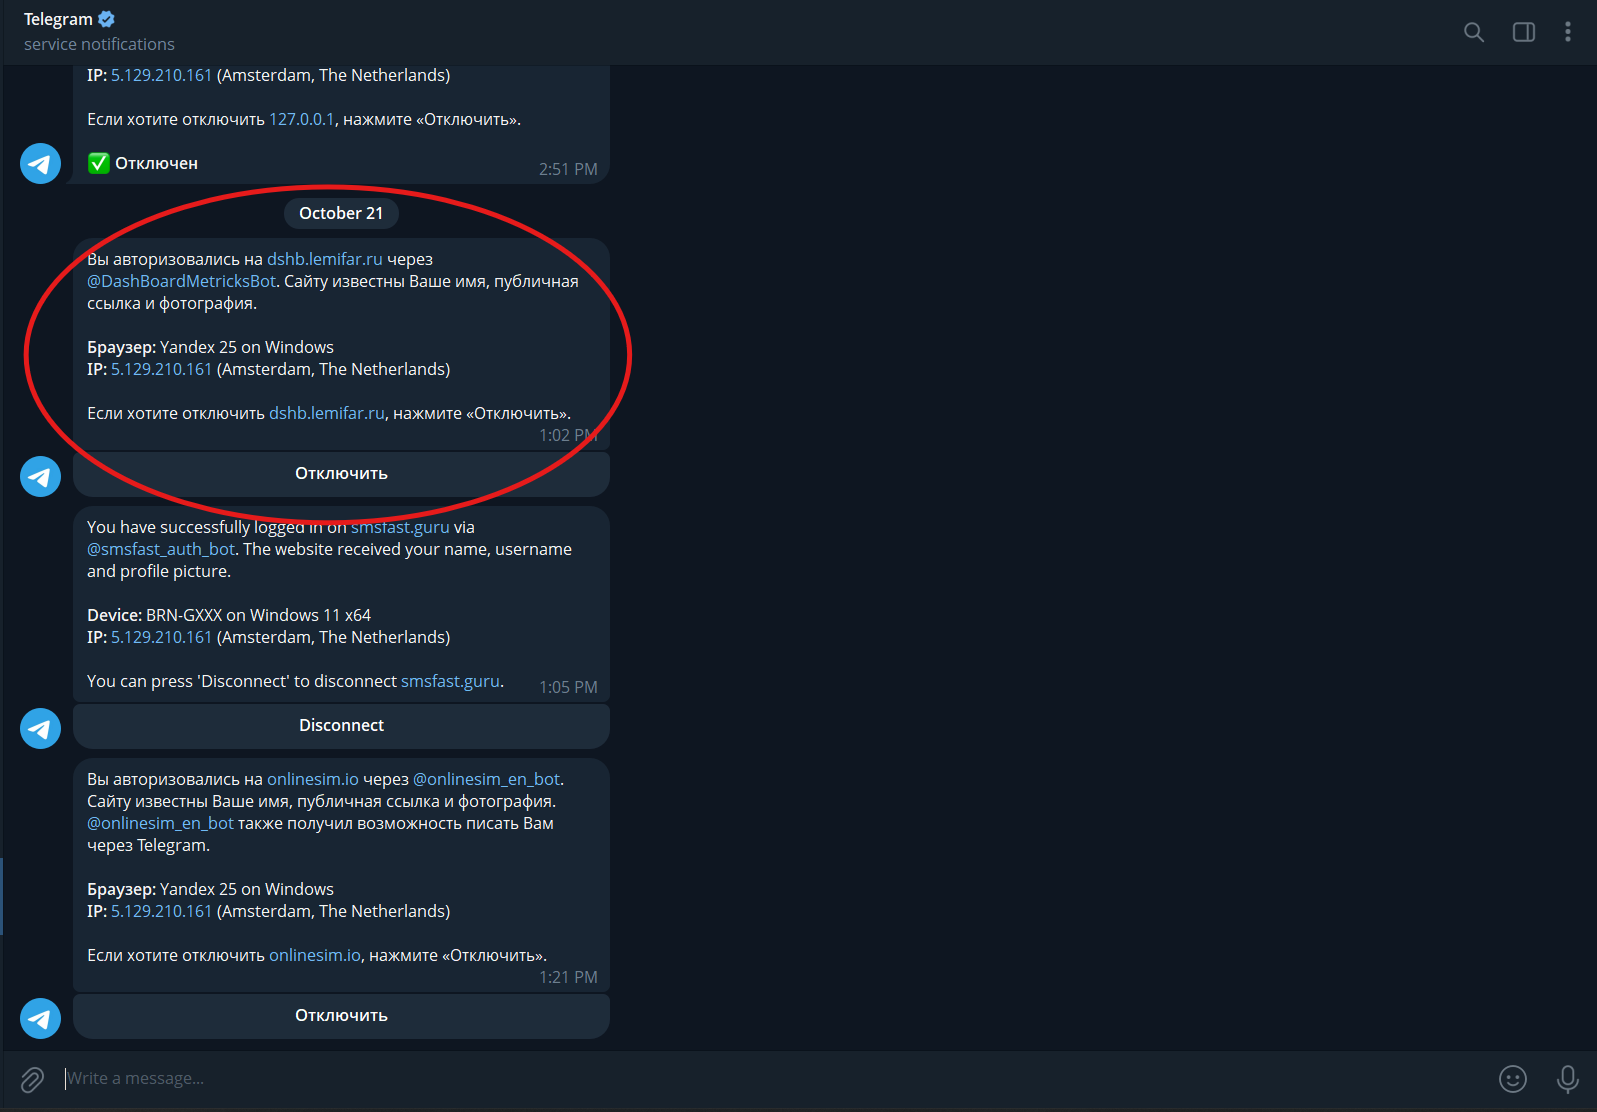 Telegram
service notifications
IP: 5.129.210.161 (Amsterdam, The Netherlands)
Если хотите отключить 127.0.0.1, нажмите «Отключить».
✅ Отключен
2:51 PM
October 21
Вы авторизовались на dshb.lemifar.ru через
@DashBoardMetricksBot. Сайту известны Ваше имя, публичная
ссылка и фотография.
Браузер: Yandex 25 on Windows
IP: 5.129.210.161 (Amsterdam, The Netherlands)
Если хотите отключить dshb.lemifar.ru, нажмите «Отключить».
1:02 PM
Отключить
You have successfully logged in on smsfast.guru via
@smsfast_auth_bot. The website received your name, username
and profile picture.
Device: BRN-GXXX on Windows 11 x64
IP: 5.129.210.161 (Amsterdam, The Netherlands)
You can press 'Disconnect' to disconnect smsfast.guru.
1:05 PM
Disconnect
Вы авторизовались на onlinesim.io через @onlinesim_en_bot.
Сайту известны Ваше имя, публичная ссылка и фотография.
@onlinesim_en_bot также получил возможность писать Вам
через Telegram.
Браузер: Yandex 25 on Windows
IP: 5.129.210.161 (Amsterdam, The Netherlands)
Если хотите отключить onlinesim.io, нажмите «Отключить».
1:21 PM
Отключить
Write a message...